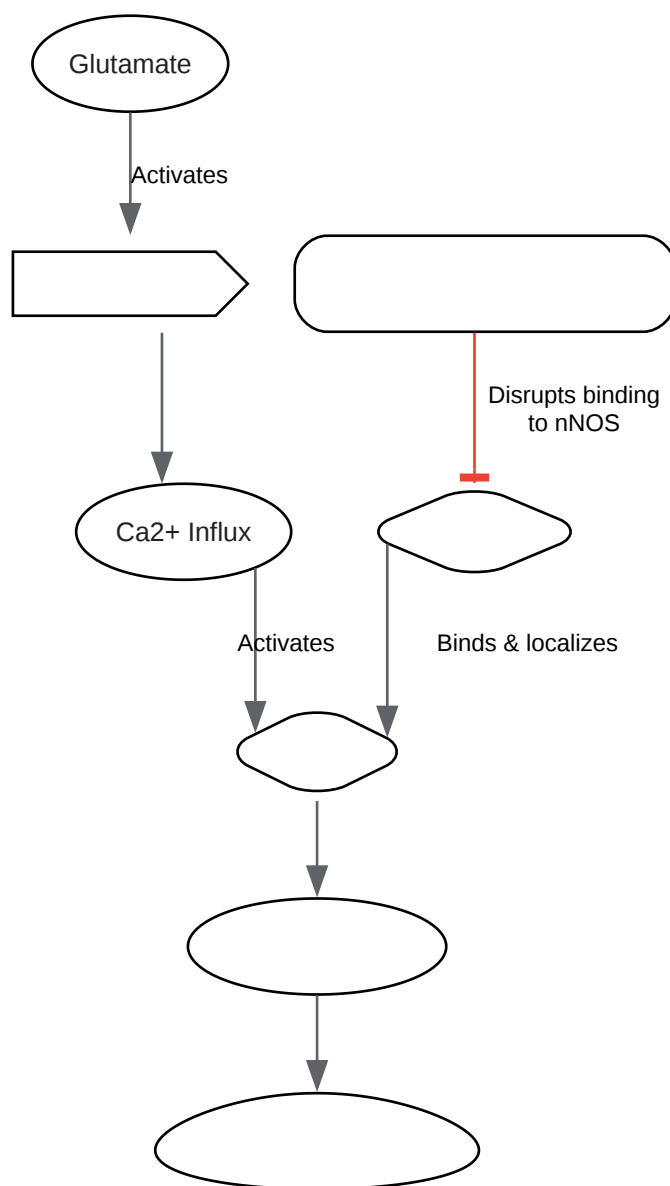 Glutamate
Activates
Disrupts binding
to nNOS
Ca2+ Influx
Activates
Binds & localizes